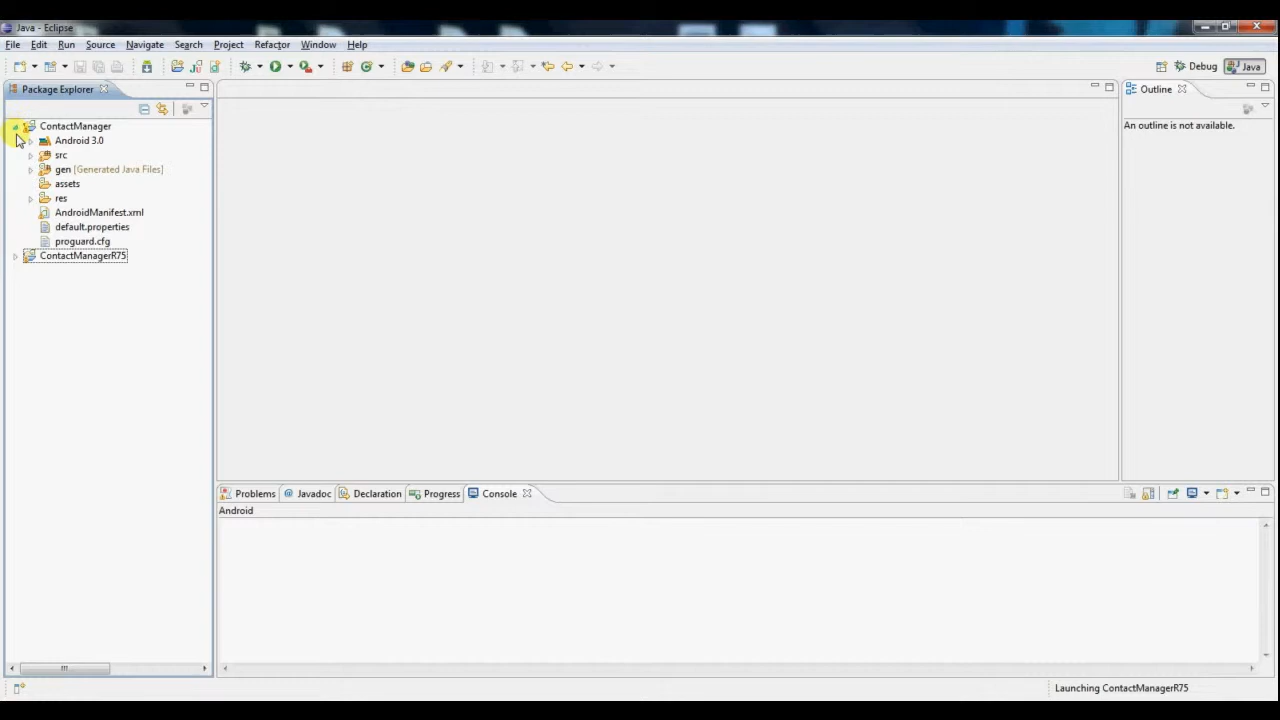 Java - Eclipse
File Edit Run Source Navigate Search Project Refactor Window Help
Debug Java
Package Explorer
ContactManager
Android 3.0
src
gen [Generated Java Files]
assets
res
AndroidManifest.xml
default.properties
proguard.cfg
ContactManagerR75
Outline
An outline is not available.
Problems Javadoc Declaration Progress Console
Android
Launching ContactManagerR75